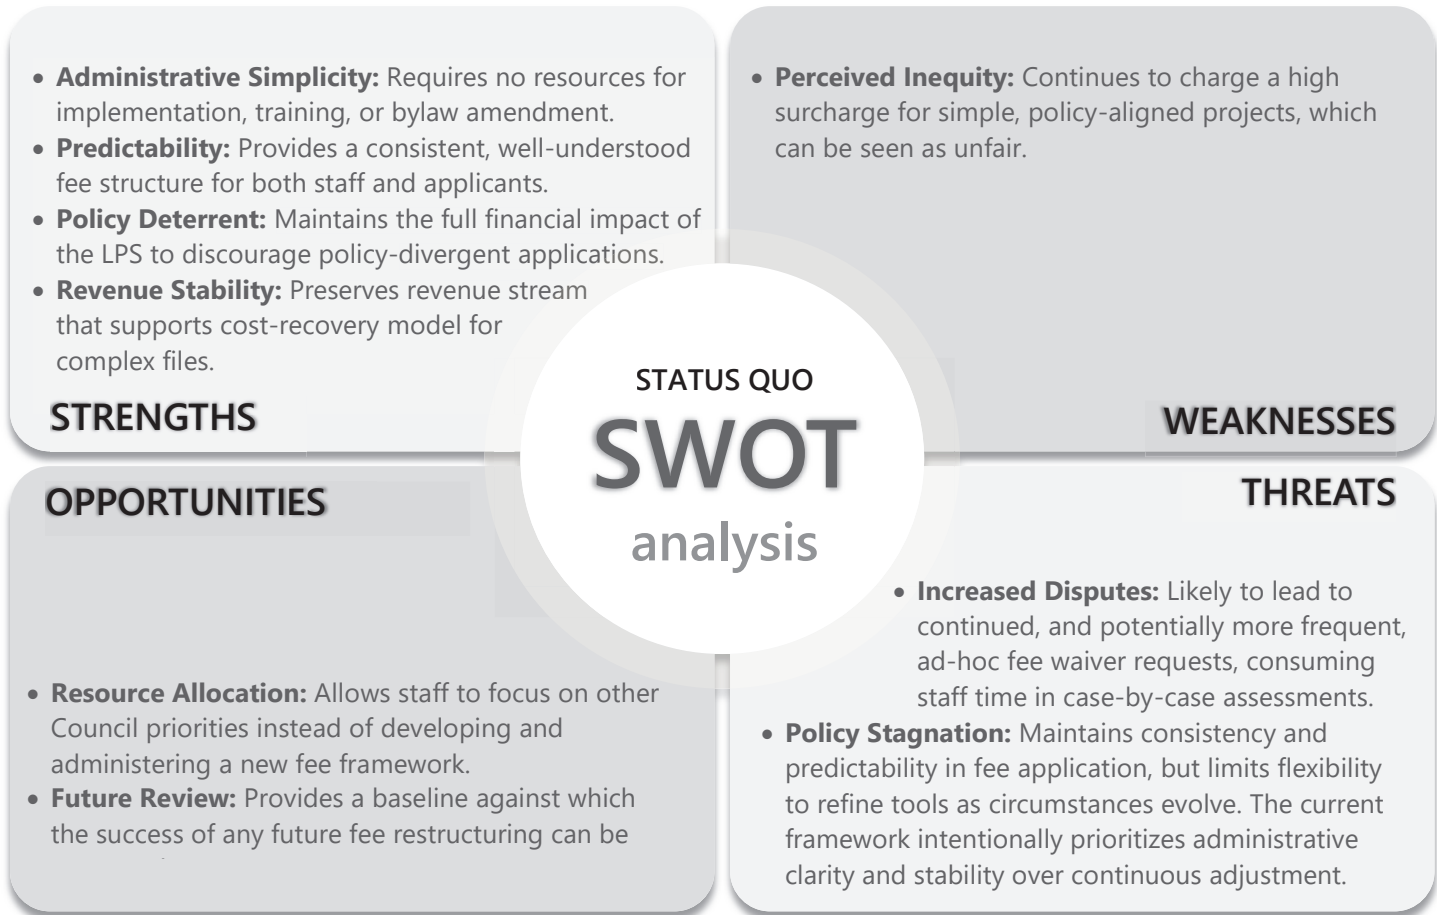 • Administrative Simplicity: Requires no resources for
implementation, training, or bylaw amendment.
• Predictability: Provides a consistent, well-understood
fee structure for both staff and applicants.
• Policy Deterrent: Maintains the full financial impact of
the LPS to discourage policy-divergent applications.
• Revenue Stability: Preserves revenue stream
that supports cost-recovery model for
complex files.
STRENGTHS
• Perceived Inequity: Continues to charge a high
surcharge for simple, policy-aligned projects, which
can be seen as unfair.
WEAKNESSES
STATUS QUO
SWOT
analysis
OPPORTUNITIES
• Resource Allocation: Allows staff to focus on other
Council priorities instead of developing and
administering a new fee framework.
• Future Review: Provides a baseline against which
the success of any future fee restructuring can be
THREATS
• Increased Disputes: Likely to lead to
continued, and potentially more frequent,
ad-hoc fee waiver requests, consuming
staff time in case-by-case assessments.
• Policy Stagnation: Maintains consistency and
predictability in fee application, but limits flexibility
to refine tools as circumstances evolve. The current
framework intentionally prioritizes administrative
clarity and stability over continuous adjustment.